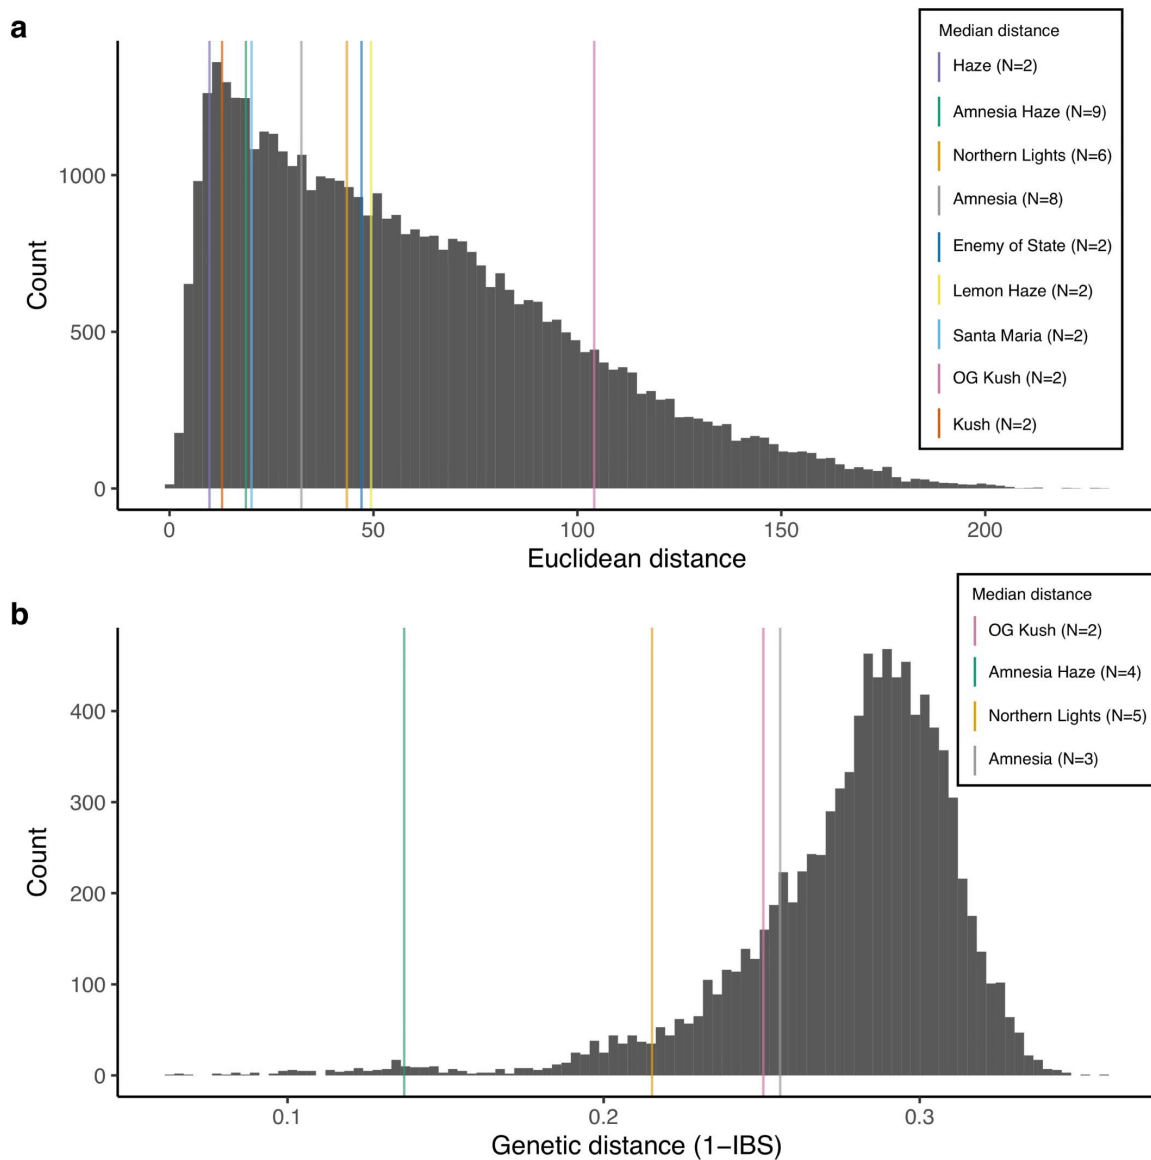 a
Median distance
Haze (N=2)
Amnesia Haze (N=9)
Northern Lights (N=6)
Amnesia (N=8)
Enemy of State (N=2)
Lemon Haze (N=2)
Santa Maria (N=2)
OG Kush (N=2)
Kush (N=2)
Count
1000
500
0
0 50 100 150 200
Euclidean distance
b
Median distance
OG Kush (N=2)
Amnesia Haze (N=4)
Northern Lights (N=5)
Amnesia (N=3)
Count
400
300
200
100
0
0.1 0.2 0.3
Genetic distance (1−IBS)